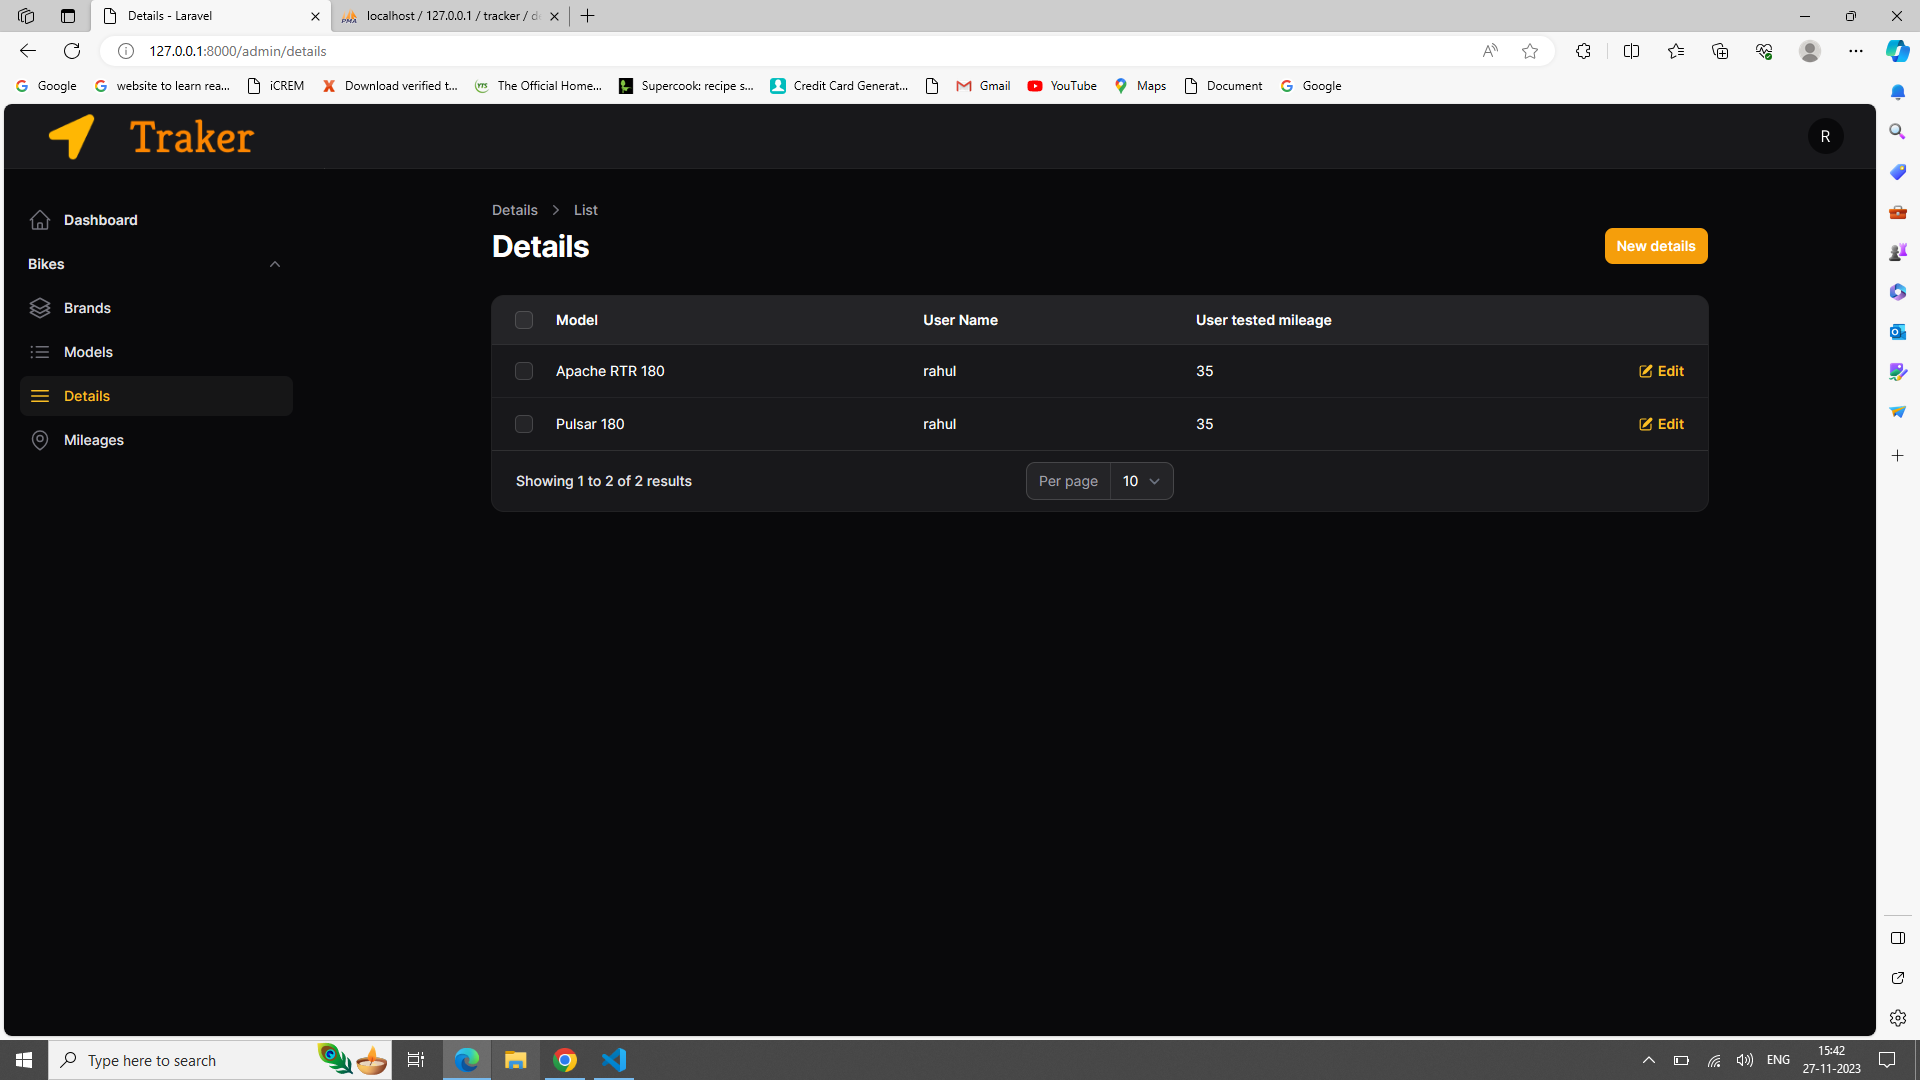 Details - Laravel
localhost / 127.0.0.1 / tracker / d
127.0.0.1:8000/admin/details
Google
website to learn rea...
iCREM
Download verified t...
The Official Home...
Supercook: recipe s...
Credit Card Generat...
Gmail
YouTube
Maps
Document
Google
Traker
R
Dashboard
Bikes
Brands
Models
Details
Mileages
Details > List
Details
New details
Model User Name User tested mileage
Apache RTR 180 rahul 35 Edit
Pulsar 180 rahul 35 Edit
Showing 1 to 2 of 2 results
Per page 10
Type here to search
ENG
15:42
27-11-2023